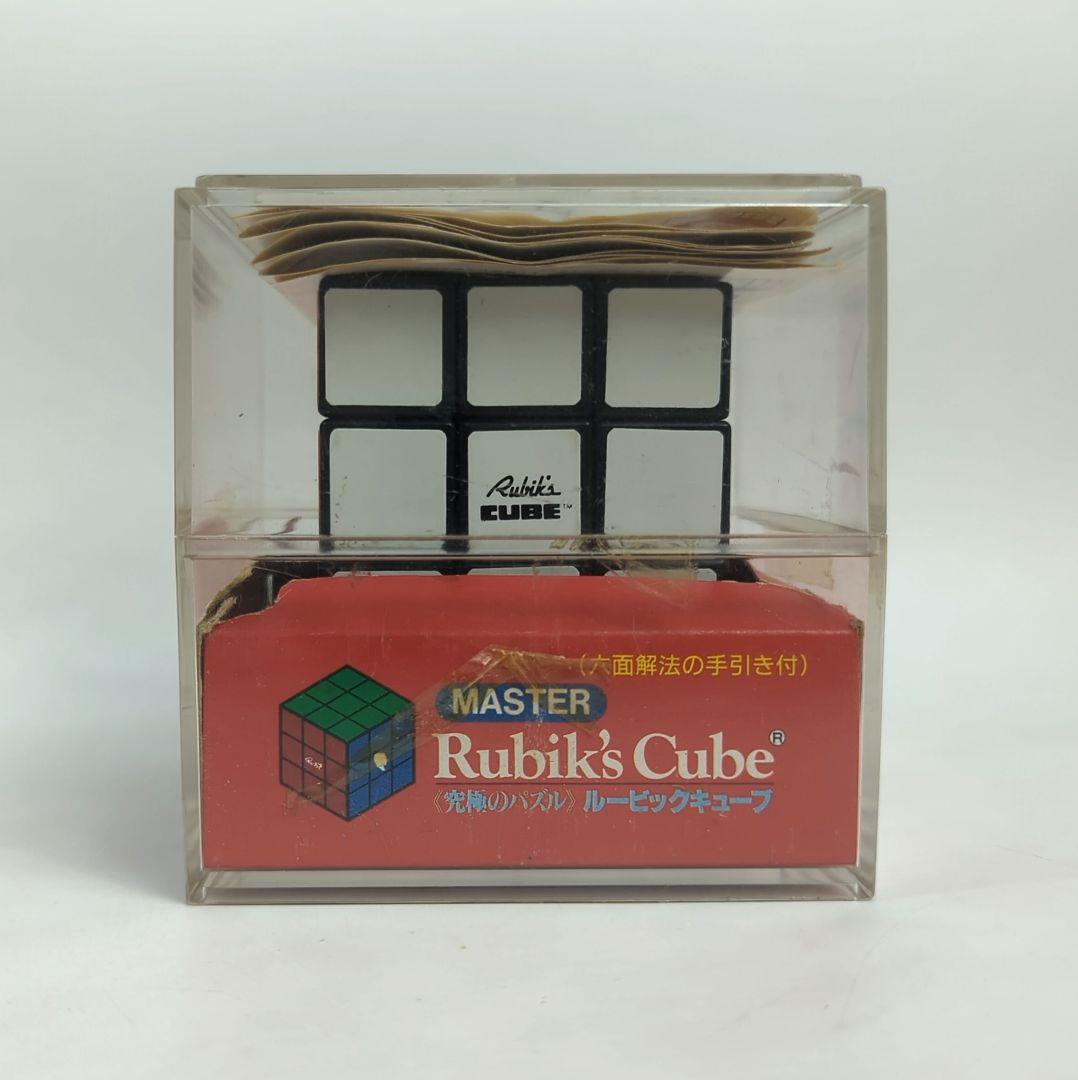 Rubik's
CUBE™
(六面解法の手引き付)
MASTER
Rubik's Cube®
《究極のパズル》ルービックキューブ